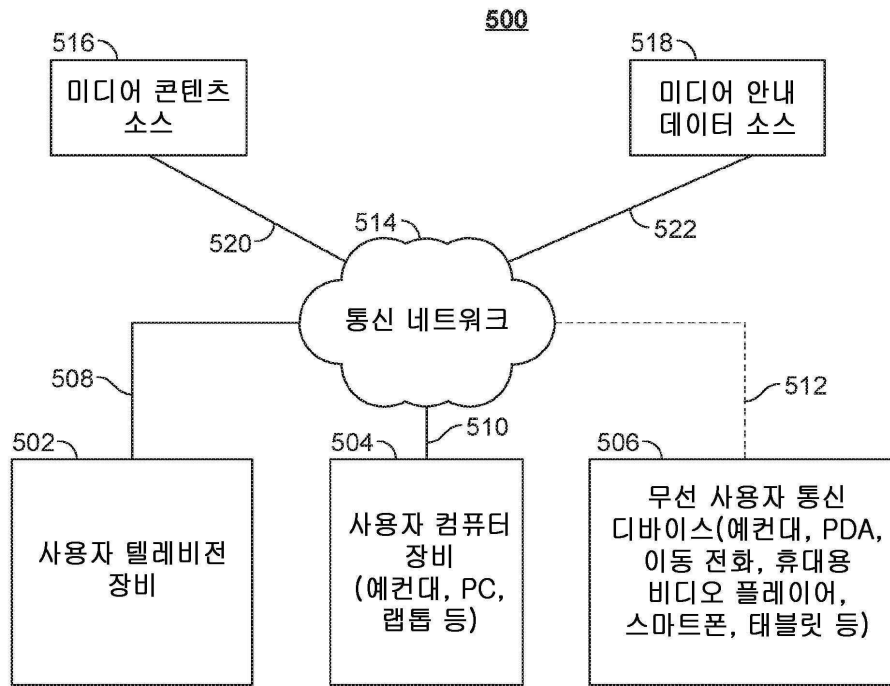 500
516
미디어 콘텐츠
소스
518
미디어 안내
데이터 소스
520
514
522
통신 네트워크
508
510
512
502
사용자 텔레비전
장비
504
사용자 컴퓨터
장비
(예컨대, PC,
랩톱 등)
506
무선 사용자 통신
디바이스(예컨대, PDA,
이동 전화, 휴대용
비디오 플레이어,
스마트폰, 태블릿 등)